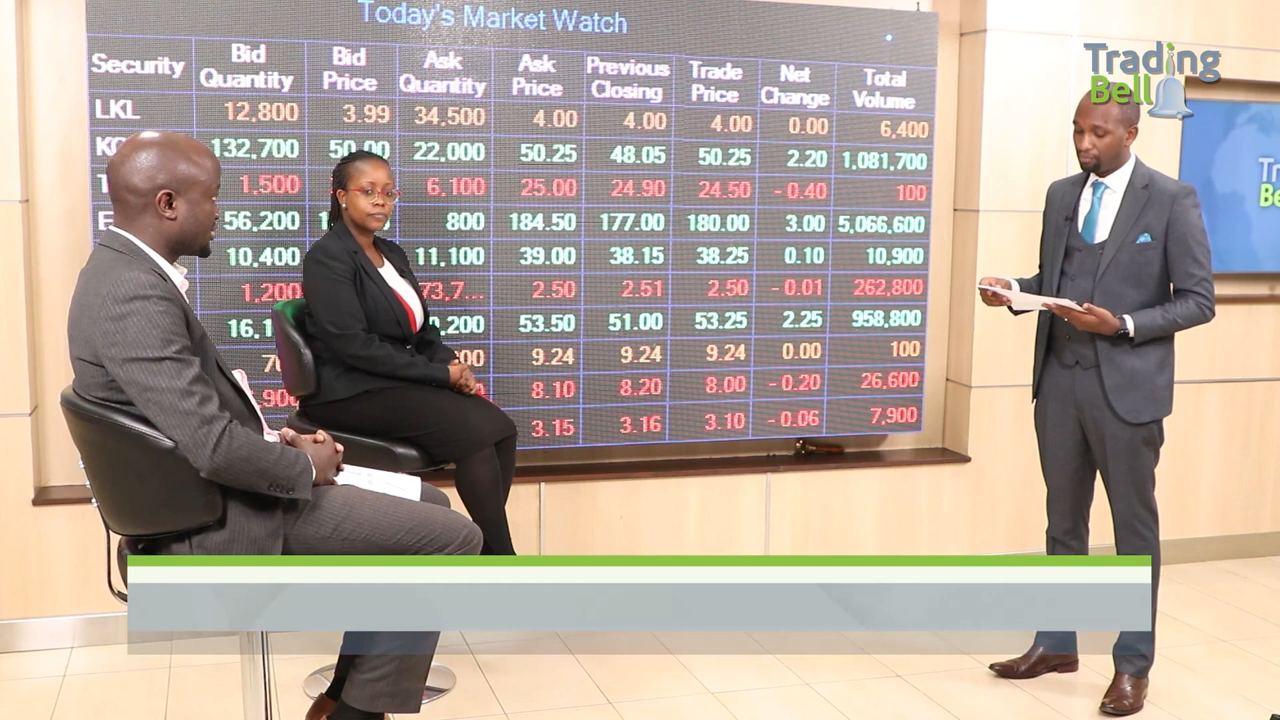 Today's Market Watch
Trading
Bell
Security Bid Quantity Bid Price Ask Quantity Ask Price Previous Closing Trade Price Net Change Total Volume
LKL 12,800 3.99 34,500 4.00 4.00 4.00 0.00 6,400
132,700 22,000 50.25 48.05 50.25 2.20 1,081,700
1,500 6,100 25.00 24.90 24.50 - 0.40 100
56,200 800 184.50 177.00 180.00 3.00 5,066,600
10,400 11,100 39.00 38.15 38.25 0.10 10,900
1,200 73,7... 2.50 2.51 2.50 - 0.01 262,800
53.50 51.00 53.25 2.25 958,800
9.24 9.24 9.24 0.00 100
8.10 8.20 8.00 - 0.20 26,600
3.15 3.16 3.10 - 0.06 7,900